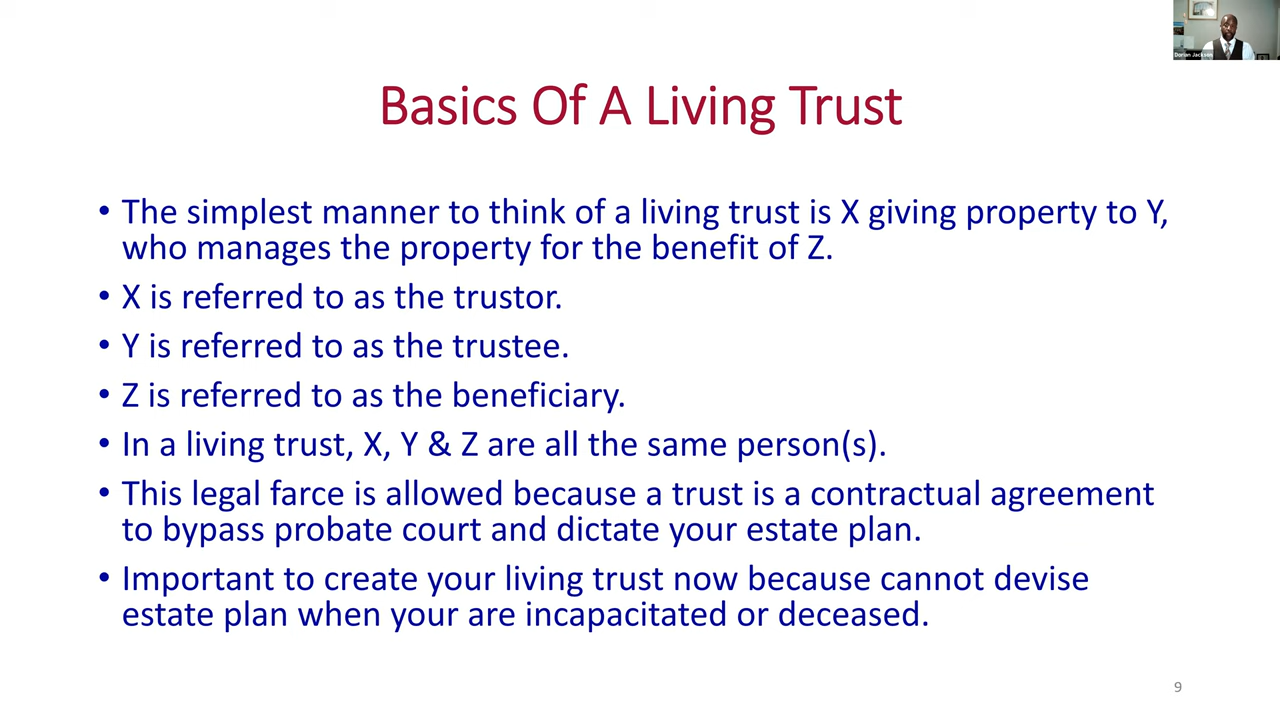 Dorian Jackson
Basics Of A Living Trust
• The simplest manner to think of a living trust is X giving property to Y,
who manages the property for the benefit of Z.
• X is referred to as the trustor.
• Y is referred to as the trustee.
• Z is referred to as the beneficiary.
• In a living trust, X, Y & Z are all the same person(s).
• This legal farce is allowed because a trust is a contractual agreement
to bypass probate court and dictate your estate plan.
• Important to create your living trust now because cannot devise
estate plan when your are incapacitated or deceased.
9